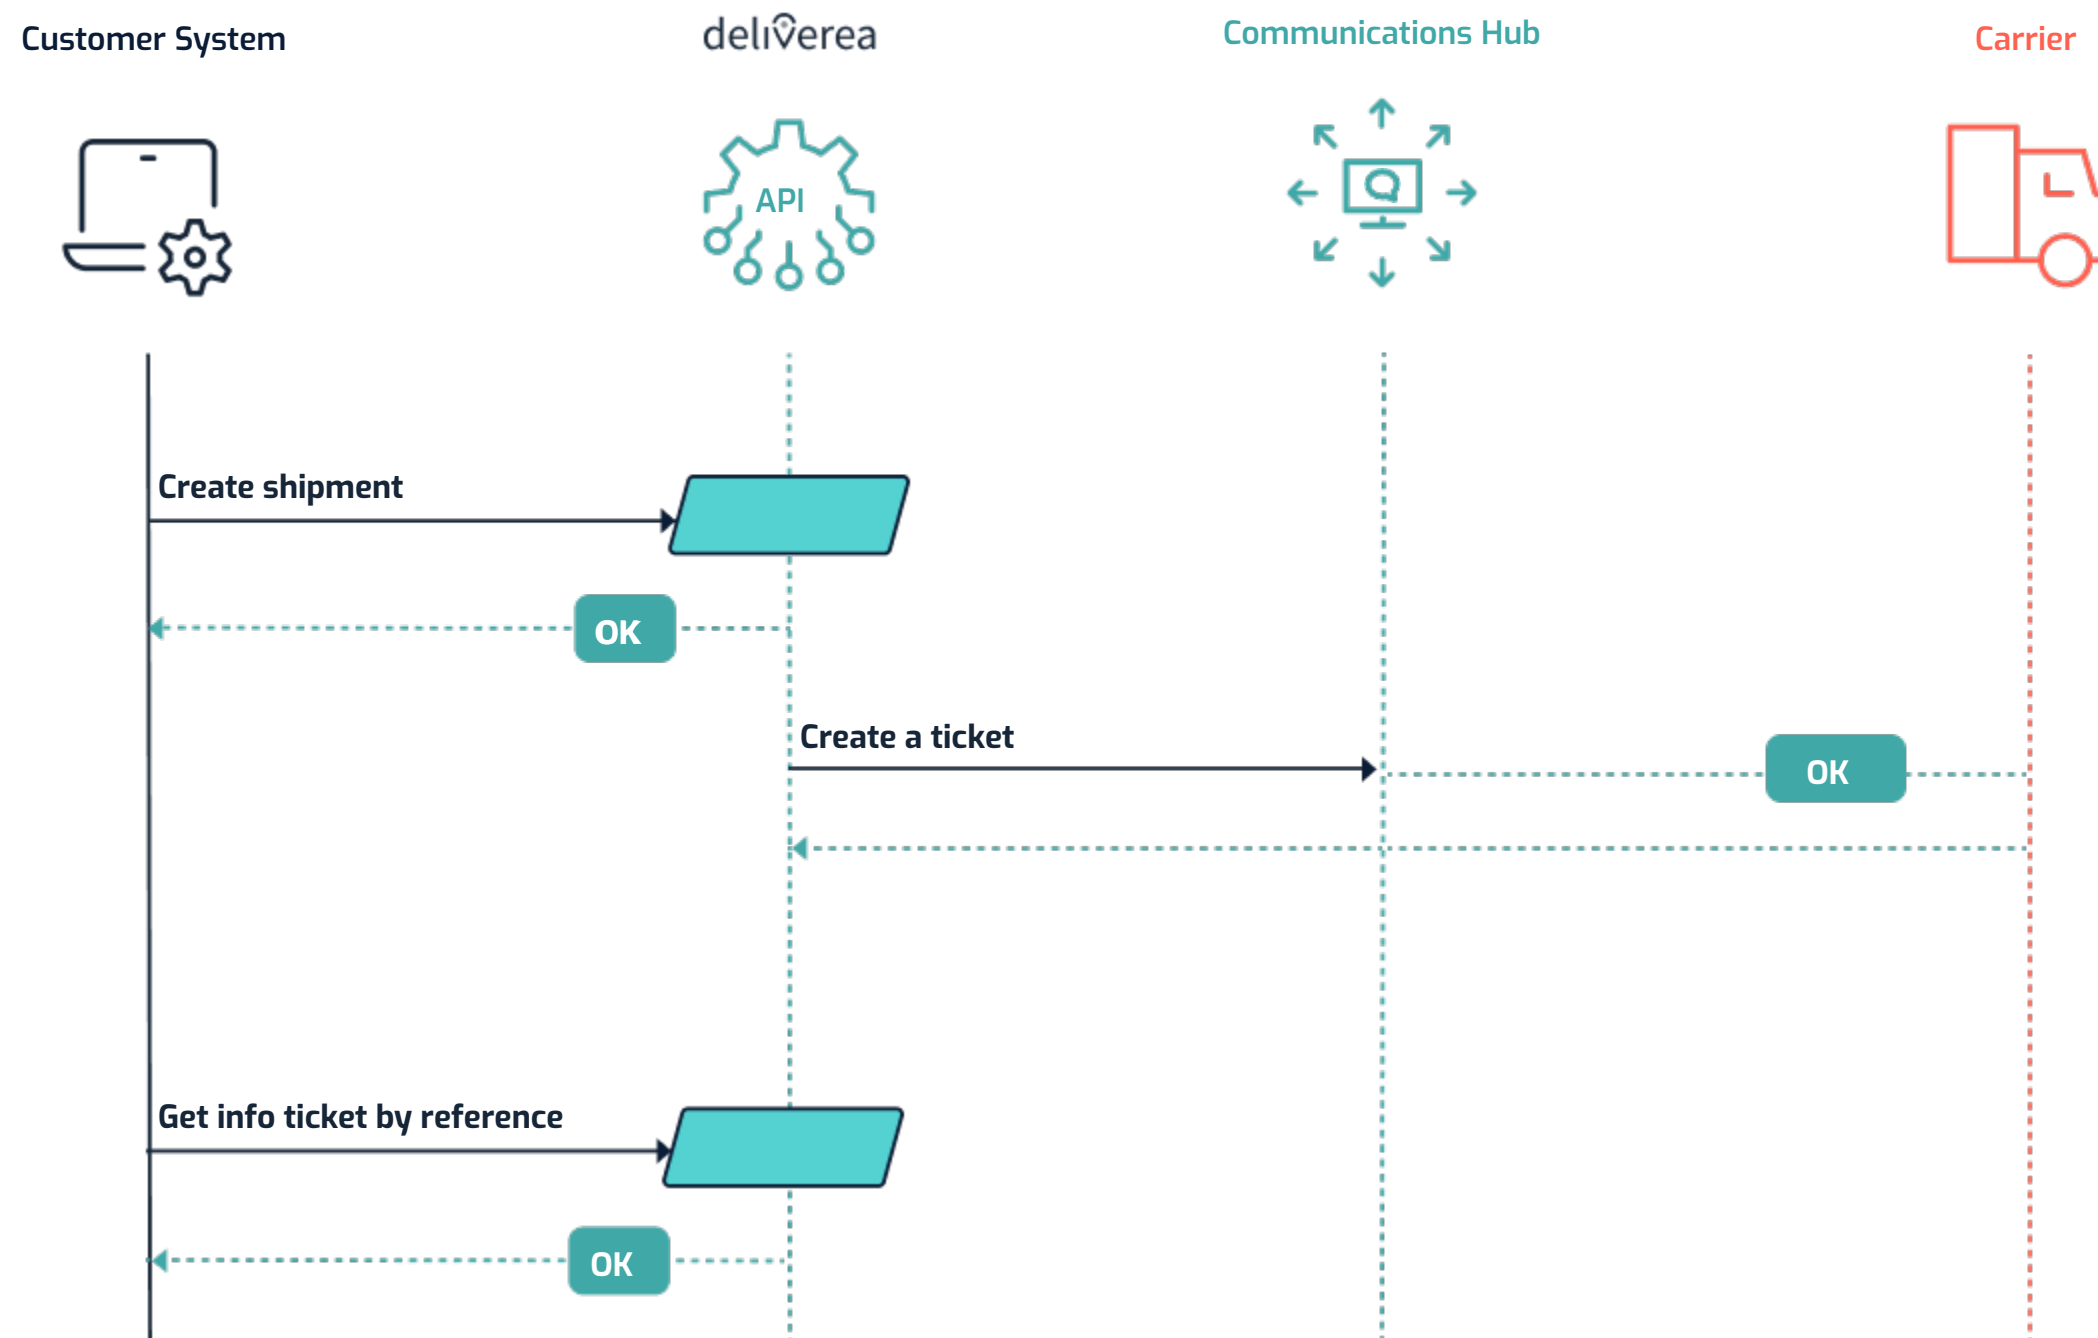 Customer System
deliverea
Communications Hub
Carrier
API
Create shipment
OK
Create a ticket
OK
Get info ticket by reference
OK